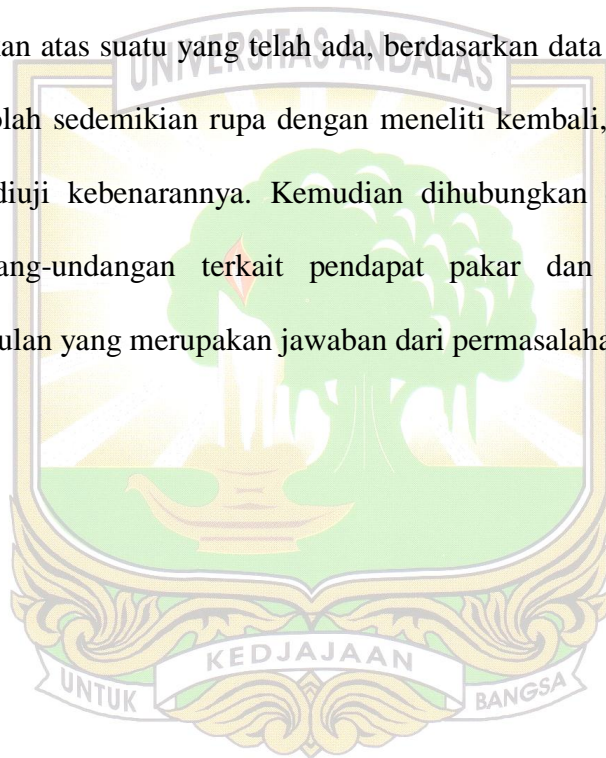 kan atas suatu yang telah ada, berdasarkan data
UNIVERSITAS ANDALAS
olah sedemikian rupa dengan meneliti kembali,
diuji kebenarannya. Kemudian dihubungkan
ang-undangan terkait pendapat pakar dan
ulan yang merupakan jawaban dari permasalaha
KEDJAJAAN
UNTUK
BANGSA